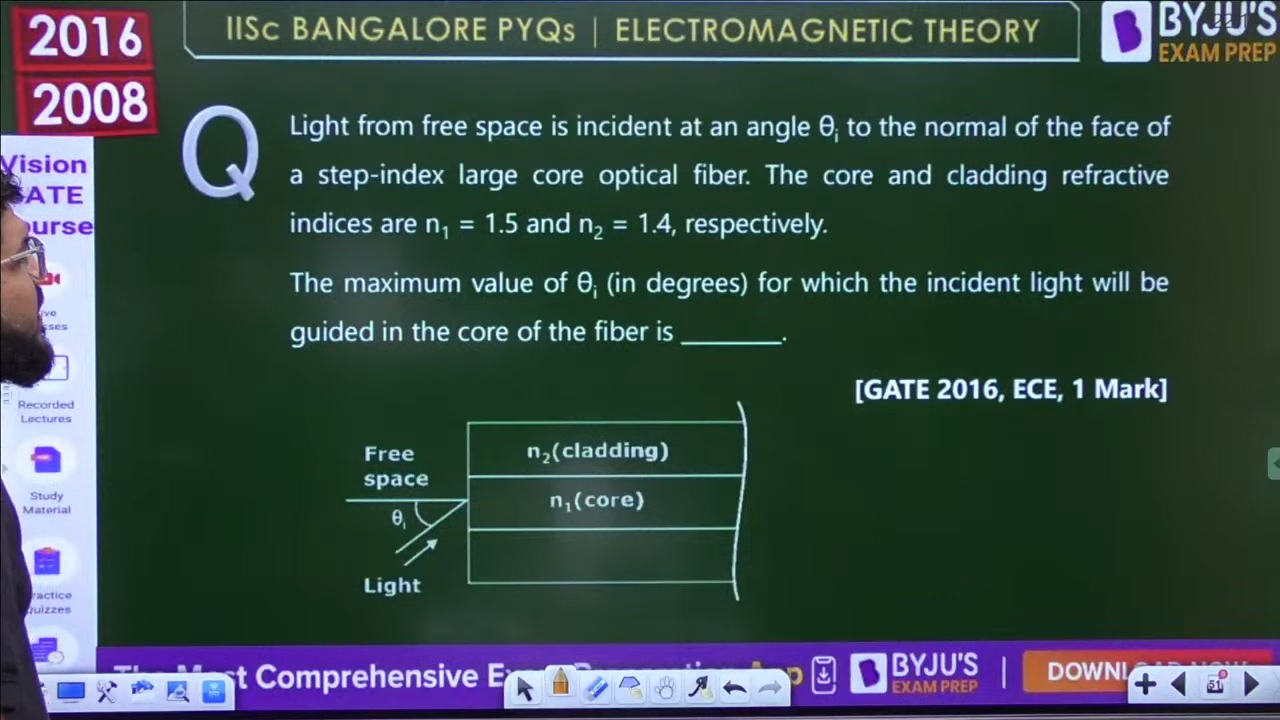 2016
2008
IISc BANGALORE PYQs | ELECTROMAGNETIC THEORY
BYJU'S
EXAM PREP
Q
Light from free space is incident at an angle θi to the normal of the face of
a step-index large core optical fiber. The core and cladding refractive
indices are n₁ = 1.5 and n₂ = 1.4, respectively.
The maximum value of θi (in degrees) for which the incident light will be
guided in the core of the fiber is ________.
[GATE 2016, ECE, 1 Mark]
Free
space
θi
Light
n₂(cladding)
n₁(core)
Vision
Recorded
Lectures
Study
Material
st Comprehensive
BYJU'S
EXAM PREP
51